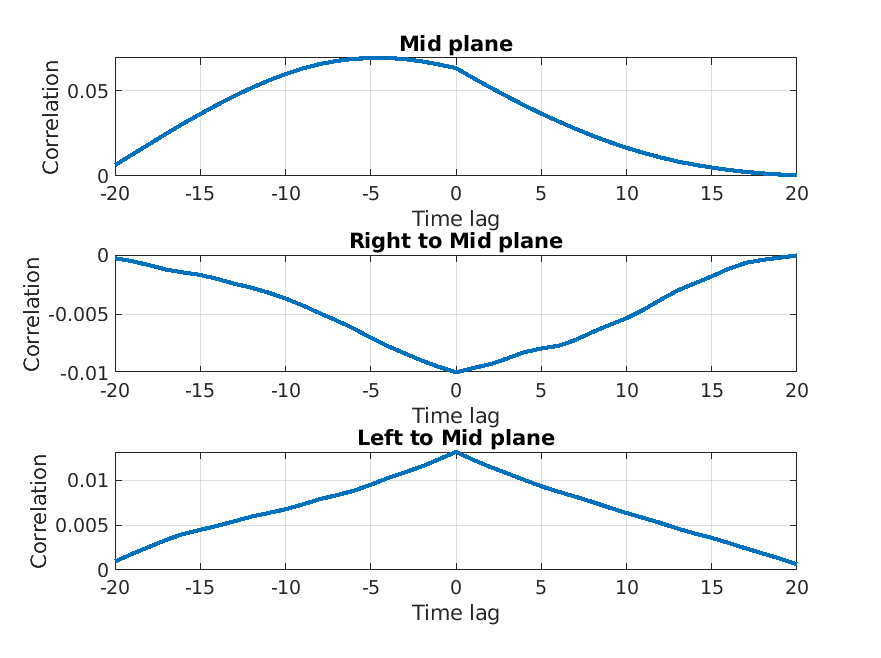 Mid plane
Correlation
0.05
0
-20 -15 -10 -5 0 5 10 15 20
Time lag
Right to Mid plane
Correlation
0
-0.005
-0.01
-20 -15 -10 -5 0 5 10 15 20
Time lag
Left to Mid plane
Correlation
0.01
0.005
0
-20 -15 -10 -5 0 5 10 15 20
Time lag